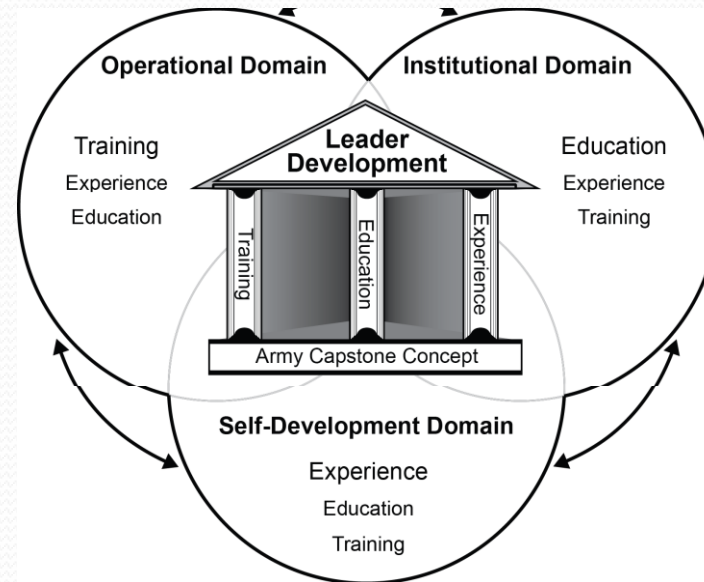 Operational Domain
Institutional Domain
Training
Experience
Education
Education
Experience
Training
Leader
Development
Training
Education
Experience
Army Capstone Concept
Self-Development Domain
Experience
Education
Training